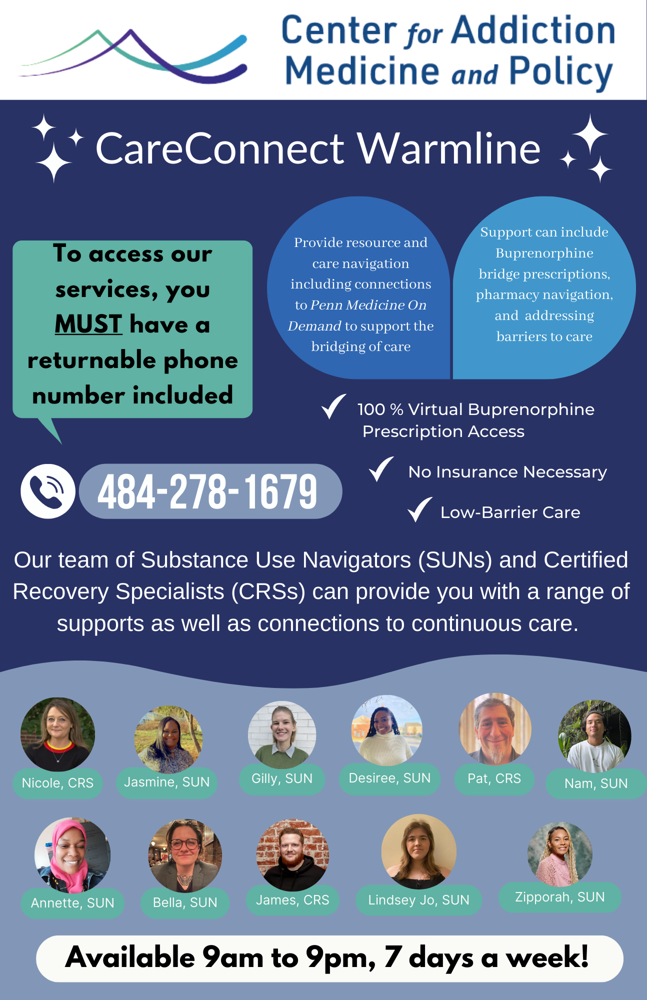 Center for Addiction
Medicine and Policy
CareConnect Warmline
To access our
services, you
MUST have a
returnable phone
number included
Provide resource and
care navigation
including connections
to Penn Medicine On
Demand to support the
bridging of care
Support can include
Buprenorphine
bridge prescriptions,
pharmacy navigation,
and addressing
barriers to care
100 % Virtual Buprenorphine
Prescription Access
No Insurance Necessary
Low-Barrier Care
484-278-1679
Our team of Substance Use Navigators (SUNs) and Certified
Recovery Specialists (CRSs) can provide you with a range of
supports as well as connections to continuous care.
Nicole, CRS
Jasmine, SUN
Gilly, SUN
Desiree, SUN
Pat, CRS
Nam, SUN
Annette, SUN
Bella, SUN
James, CRS
Lindsey Jo, SUN
Zipporah, SUN
Available 9am to 9pm, 7 days a week!